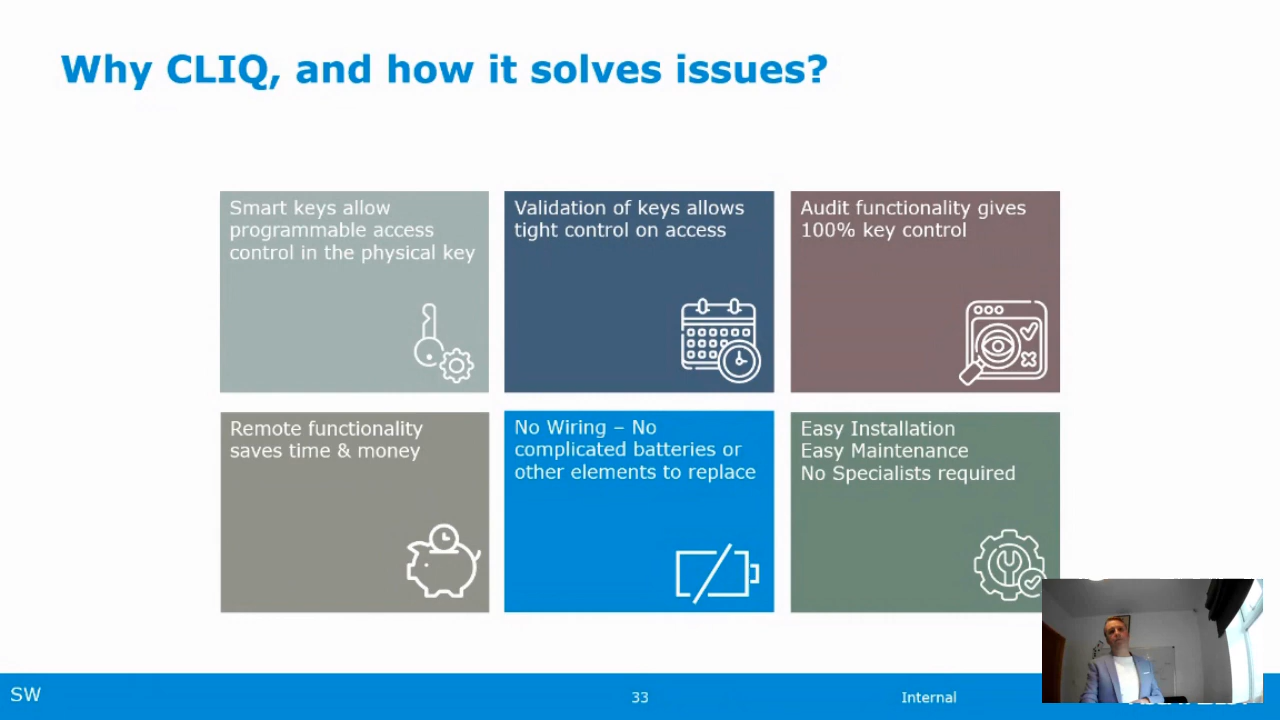 Why CLIQ, and how it solves issues?
Smart keys allow
programmable access
control in the physical key
Validation of keys allows
tight control on access
Audit functionality gives
100% key control
Remote functionality
saves time & money
No Wiring – No
complicated batteries or
other elements to replace
Easy Installation
Easy Maintenance
No Specialists required
SW
33
Internal